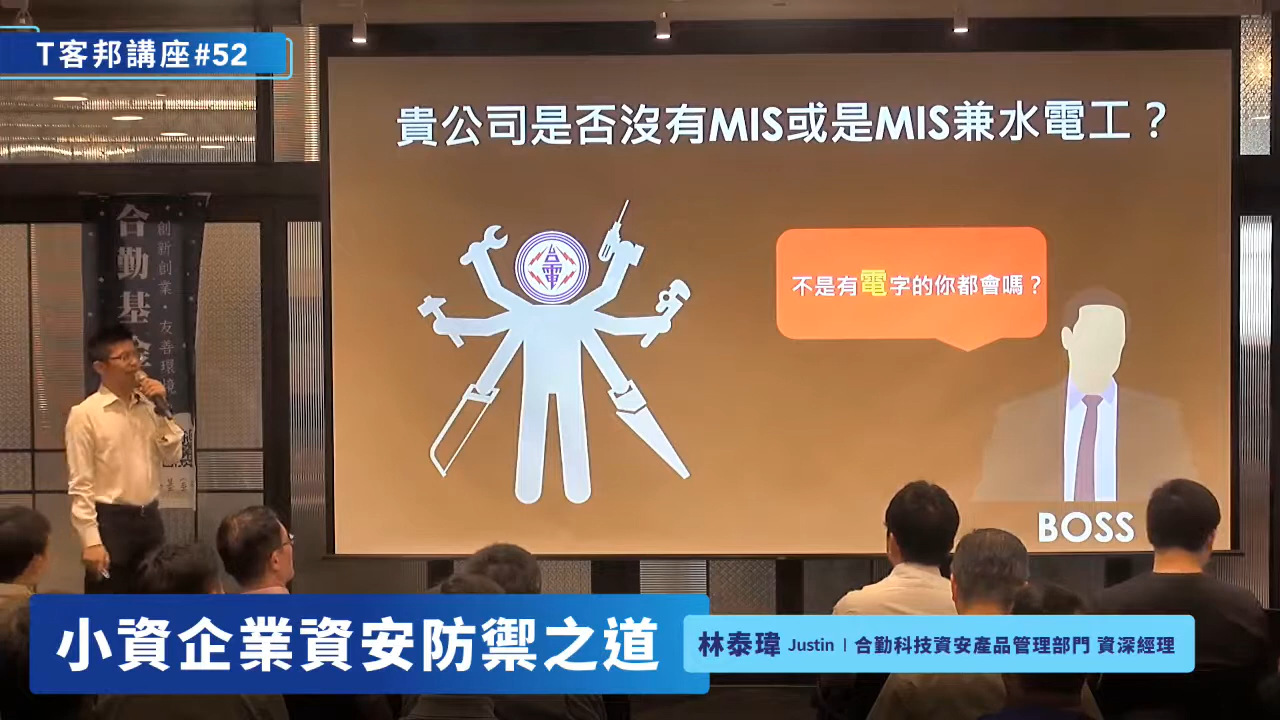 T客邦講座#52
貴公司是否沒有MIS或是MIS兼水電工？
合勤基金
創新創業・友善環境
台電
不是有電字的你都會嗎？
BOSS
小資企業資安防禦之道
林泰瑋 Justin | 合勤科技資安產品管理部門 資深經理